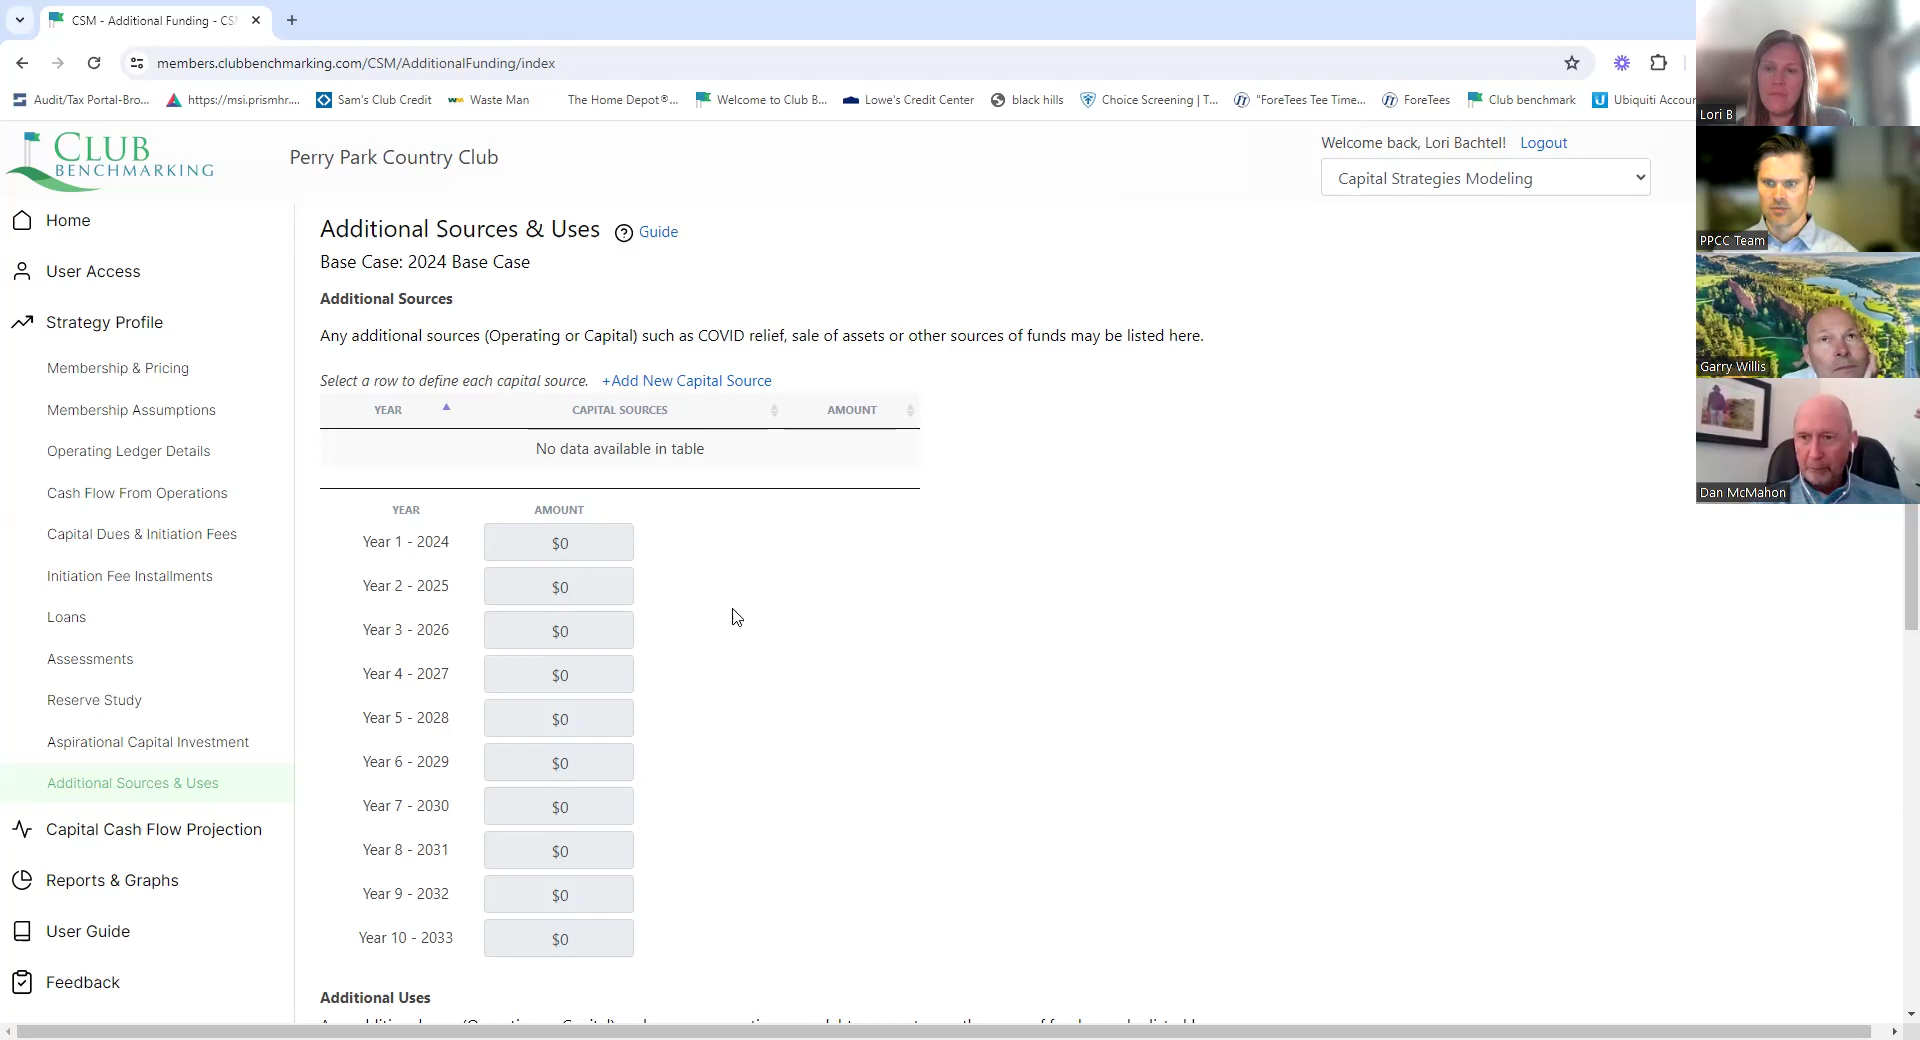 CSM - Additional Funding - CS
members.clubbenchmarking.com/CSM/AdditionalFunding/index
Audit/Tax Portal-Bro...
https://msi.prismhr....
Sam's Club Credit
Waste Man
The Home Depot®...
Welcome to Club B...
Lowe's Credit Center
black hills
Choice Screening | T...
"ForeTees Tee Time...
ForeTees
Club benchmark
Ubiquiti Accou
CLUB
BENCHMARKING
Perry Park Country Club
Welcome back, Lori Bachtel! Logout
Capital Strategies Modeling
Home
User Access
Strategy Profile
Membership & Pricing
Membership Assumptions
Operating Ledger Details
Cash Flow From Operations
Capital Dues & Initiation Fees
Initiation Fee Installments
Loans
Assessments
Reserve Study
Aspirational Capital Investment
Additional Sources & Uses
Capital Cash Flow Projection
Reports & Graphs
User Guide
Feedback
Additional Sources & Uses Guide
Base Case: 2024 Base Case
Additional Sources
Any additional sources (Operating or Capital) such as COVID relief, sale of assets or other sources of funds may be listed here.
Select a row to define each capital source. +Add New Capital Source
YEAR CAPITAL SOURCES AMOUNT
No data available in table
YEAR AMOUNT
Year 1 - 2024 $0
Year 2 - 2025 $0
Year 3 - 2026 $0
Year 4 - 2027 $0
Year 5 - 2028 $0
Year 6 - 2029 $0
Year 7 - 2030 $0
Year 8 - 2031 $0
Year 9 - 2032 $0
Year 10 - 2033 $0
Additional Uses
Lori B
PPCC Team
Garry Willis
Dan McMahon